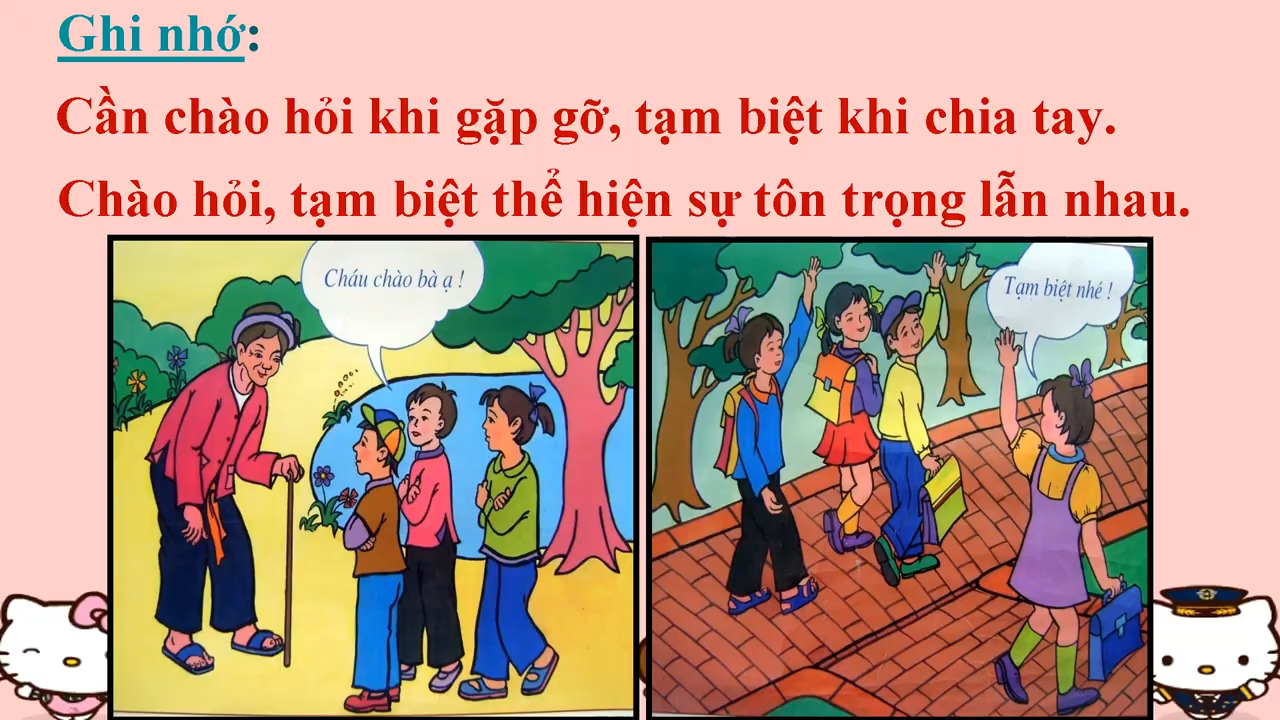 Ghi nhớ:
Cần chào hỏi khi gặp gỡ, tạm biệt khi chia tay.
Chào hỏi, tạm biệt thể hiện sự tôn trọng lẫn nhau.
Cháu chào bà ạ !
Tạm biệt nhé !